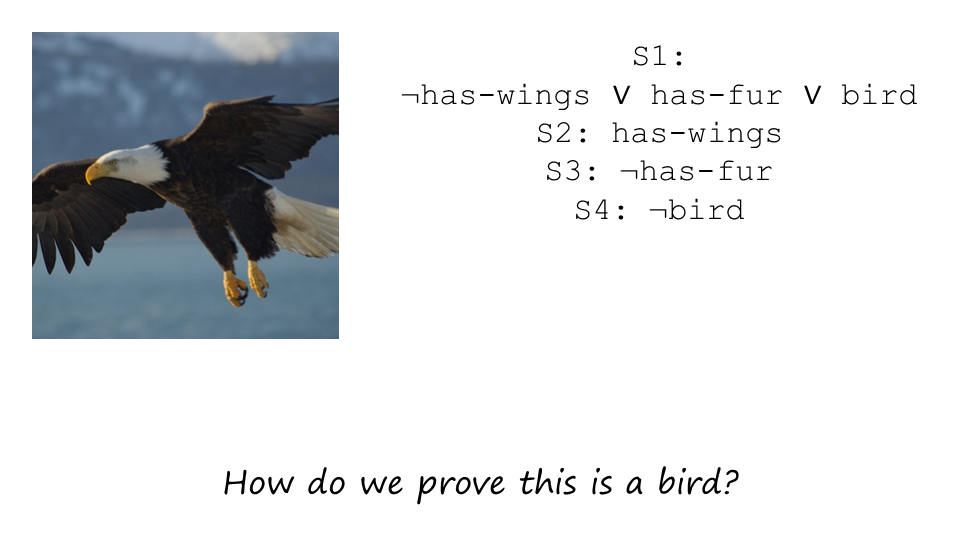 S1:
¬has-wings ∨ has-fur ∨ bird
S2: has-wings
S3: ¬has-fur
S4: ¬bird
How do we prove this is a bird?